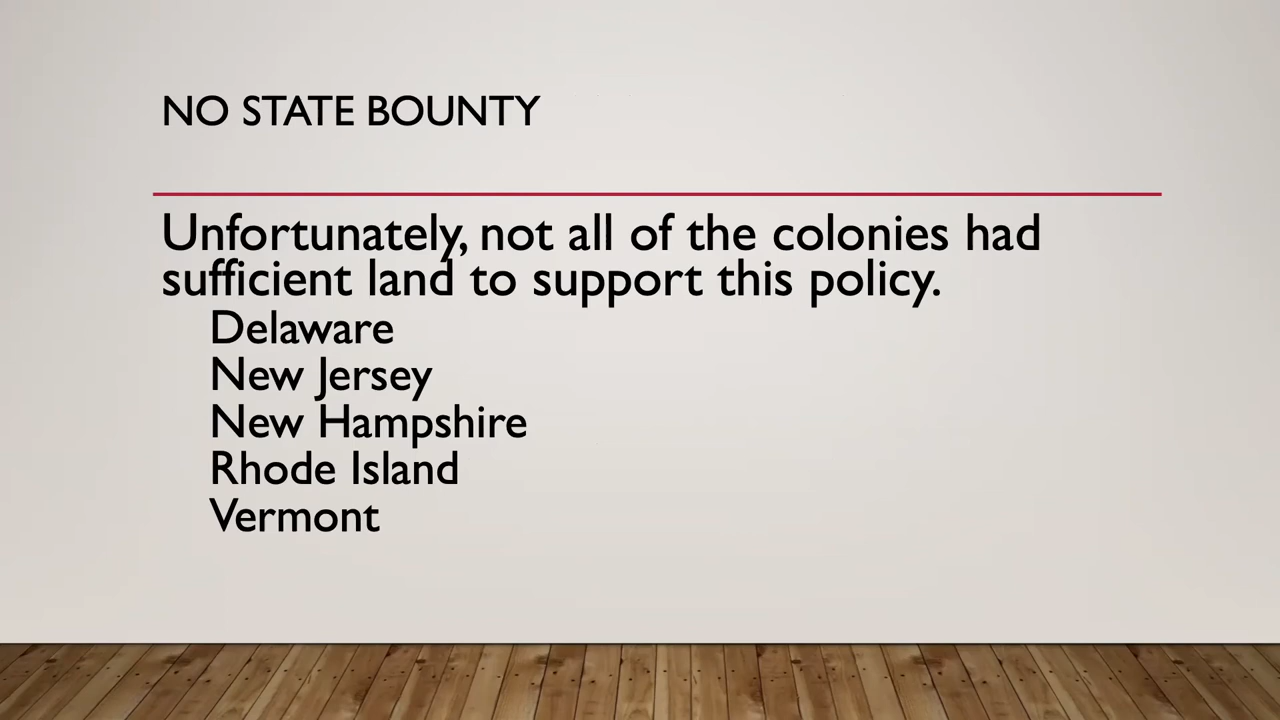 NO STATE BOUNTY
Unfortunately, not all of the colonies had
sufficient land to support this policy.
Delaware
New Jersey
New Hampshire
Rhode Island
Vermont